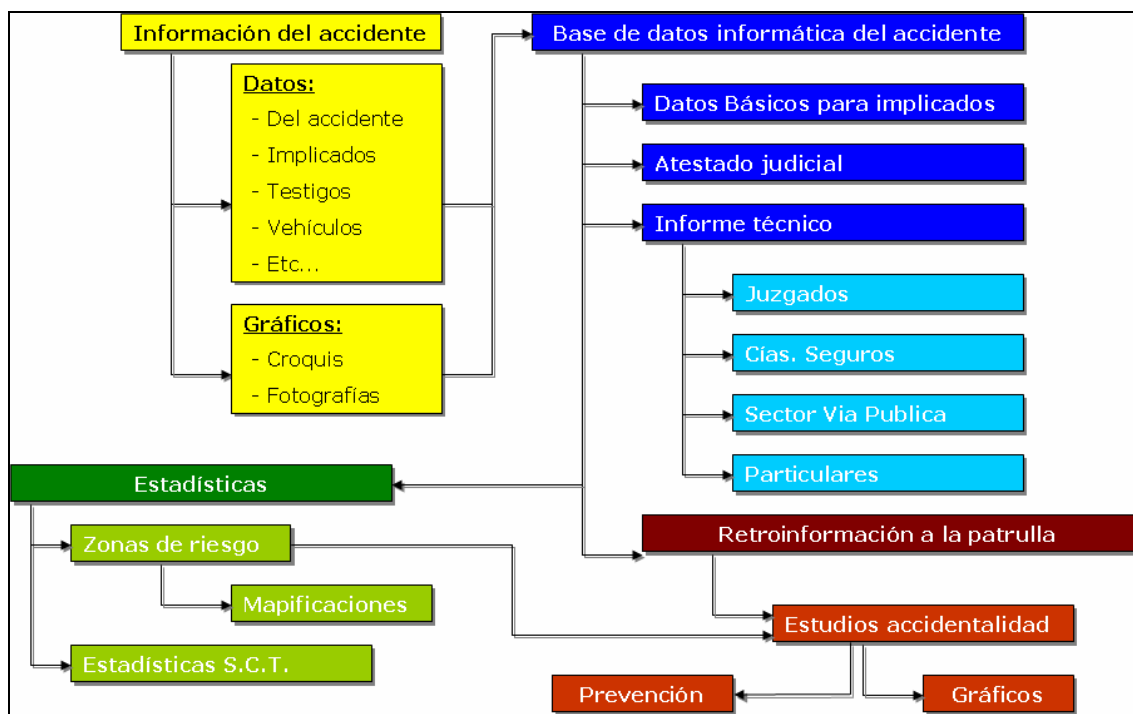 Información del accidente
Datos:
- Del accidente
- Implicados
- Testigos
- Vehículos
- Etc...
Gráficos:
- Croquis
- Fotografías
Base de datos informática del accidente
Datos Básicos para implicados
Atestado judicial
Informe técnico
Juzgados
Cías. Seguros
Sector Via Publica
Particulares
Estadísticas
Zonas de riesgo
Mapificaciones
Estadísticas S.C.T.
Retroinformación a la patrulla
Estudios accidentalidad
Prevención
Gráficos